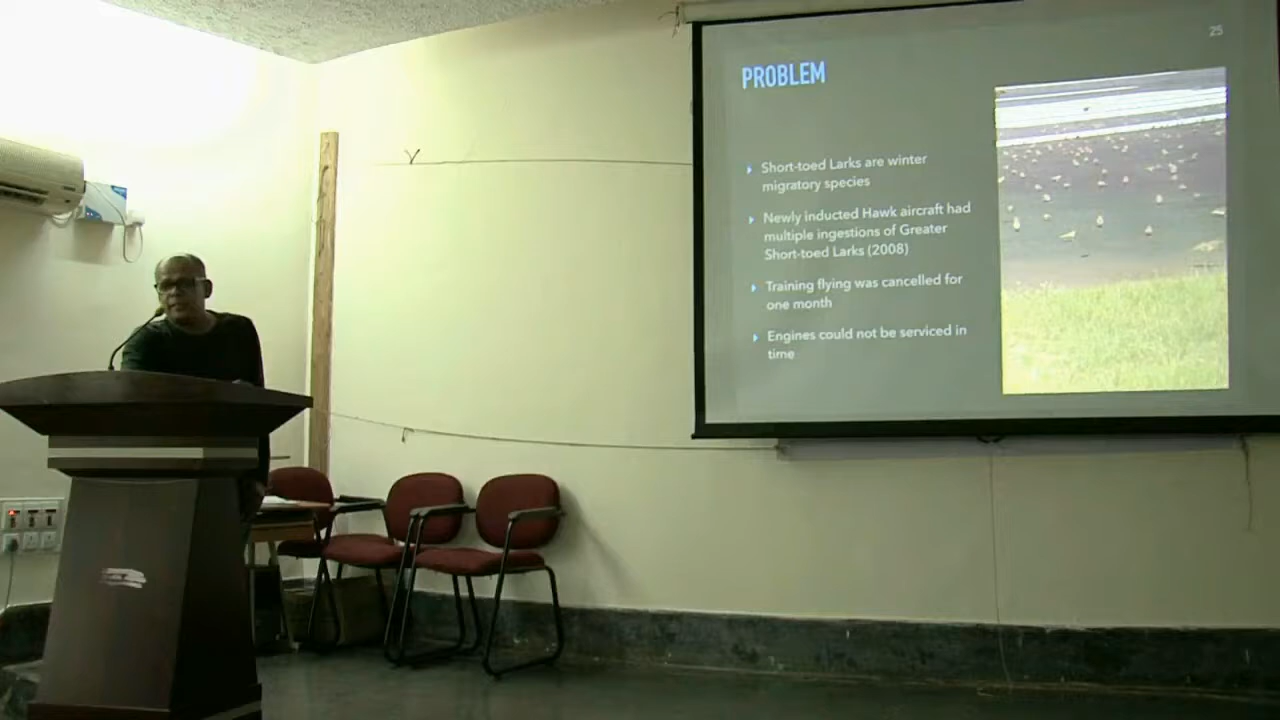 25
PROBLEM
Short-toed Larks are winter
migratory species
Newly inducted Hawk aircraft had
multiple ingestions of Greater
Short-toed Larks (2008)
Training flying was cancelled for
one month
Engines could not be serviced in
time